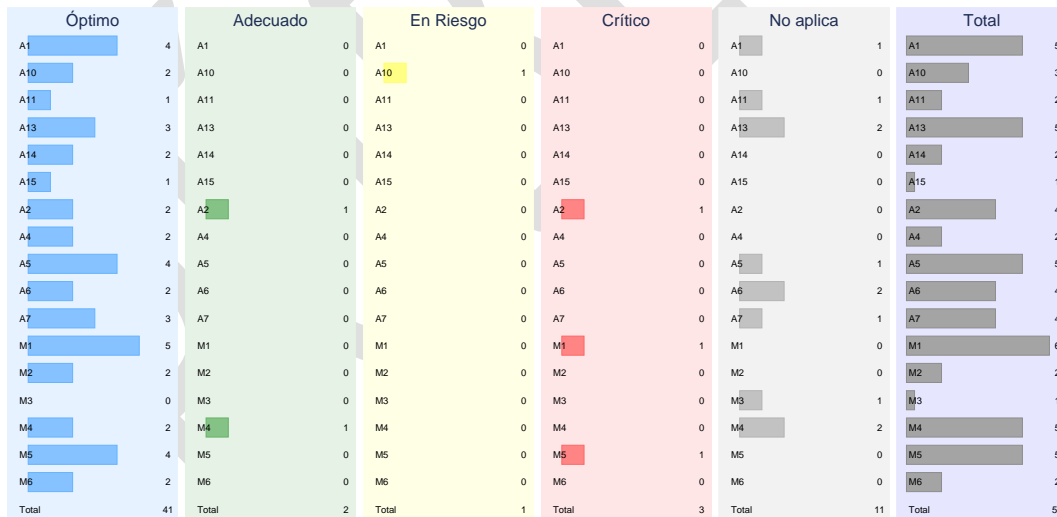 Óptimo Adecuado En Riesgo Crítico No aplica Total
A1 4 A1 0 A1 0 A1 0 A1 1 A1 5
A10 2 A10 0 A10 1 A10 0 A10 0 A10 3
A11 1 A11 0 A11 0 A11 0 A11 1 A11 2
A13 3 A13 0 A13 0 A13 0 A13 2 A13 5
A14 2 A14 0 A14 0 A14 0 A14 0 A14 2
A15 1 A15 0 A15 0 A15 0 A15 0 A15 1
A2 2 A2 1 A2 0 A2 1 A2 0 A2 4
A4 2 A4 0 A4 0 A4 0 A4 0 A4 2
A5 4 A5 0 A5 0 A5 0 A5 1 A5 5
A6 2 A6 0 A6 0 A6 0 A6 2 A6 4
A7 3 A7 0 A7 0 A7 0 A7 1 A7 4
M1 5 M1 0 M1 0 M1 1 M1 0 M1 6
M2 2 M2 0 M2 0 M2 0 M2 0 M2 2
M3 0 M3 0 M3 0 M3 0 M3 1 M3 1
M4 2 M4 1 M4 0 M4 0 M4 2 M4 5
M5 4 M5 0 M5 0 M5 1 M5 0 M5 5
M6 2 M6 0 M6 0 M6 0 M6 0 M6 2
Total 41 Total 2 Total 1 Total 3 Total 11 Total 5